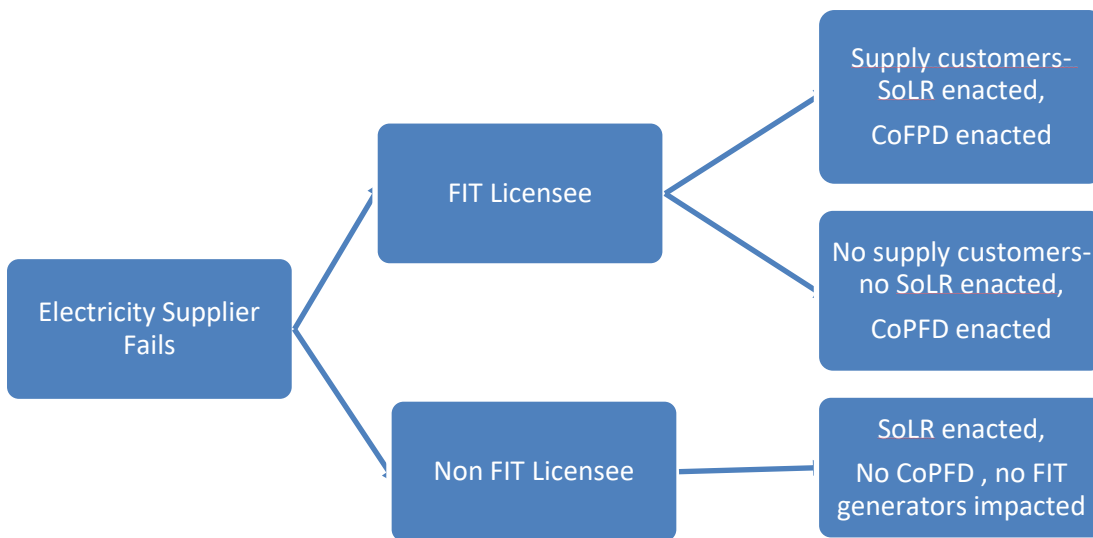 Electricity Supplier
Fails
FIT Licensee
Non FIT Licensee
Supply customers-
SoLR enacted,
CoFPD enacted
No supply customers-
no SoLR enacted,
CoPFD enacted
SoLR enacted,
No CoPFD , no FIT
generators impacted